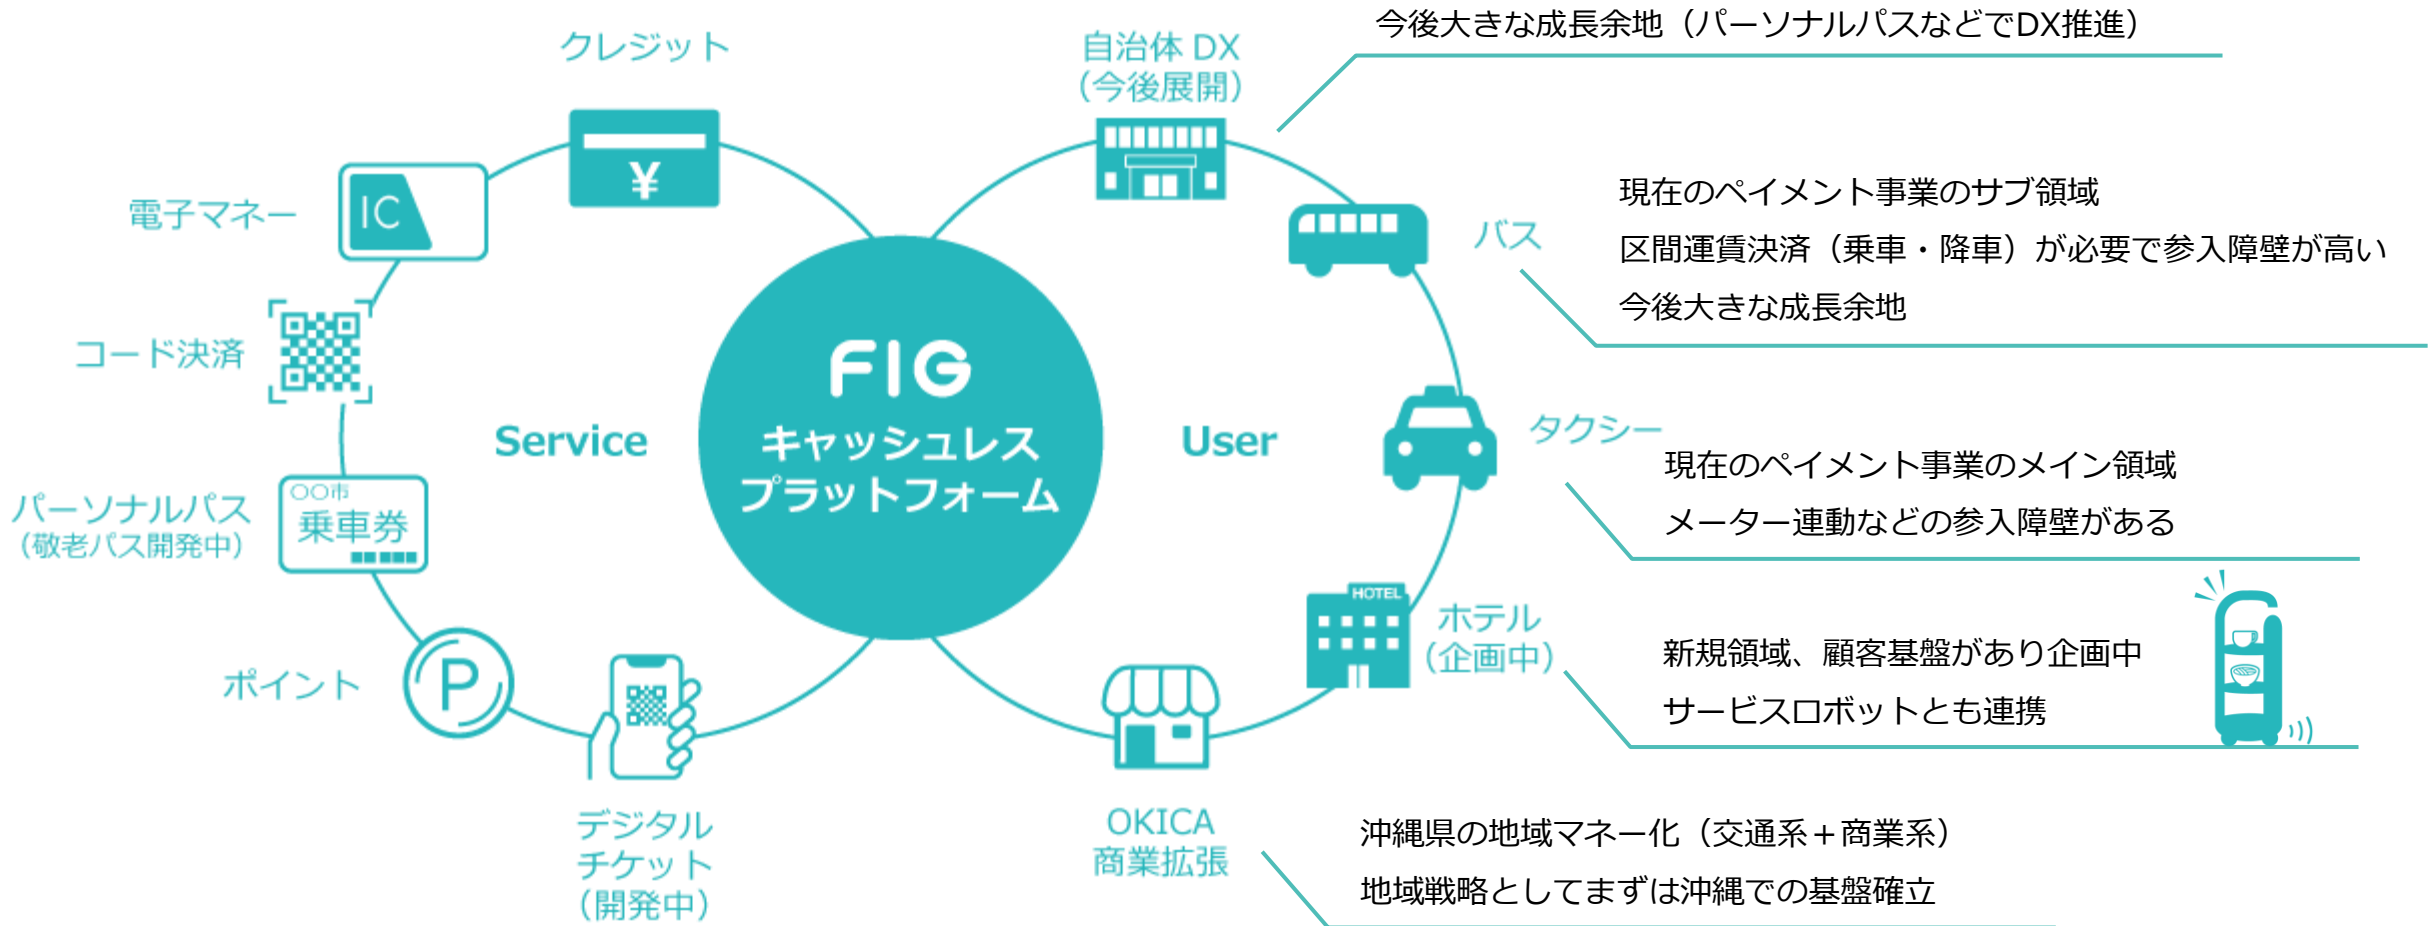 クレジット
¥
電子マネー
IC
コード決済
パーソナルパス
(敬老パス開発中)
〇〇市
乗車券
ポイント
P
デジタル
チケット
(開発中)
Service
FIG
キャッシュレス
プラットフォーム
User
自治体 DX
(今後展開)
今後大きな成長余地（パーソナルパスなどでDX推進）
バス
現在のペイメント事業のサブ領域
区間運賃決済（乗車・降車）が必要で参入障壁が高い
今後大きな成長余地
タクシー
現在のペイメント事業のメイン領域
メーター連動などの参入障壁がある
HOTEL
ホテル
(企画中)
新規領域、顧客基盤があり企画中
サービスロボットとも連携
OKICA
商業拡張
沖縄県の地域マネー化（交通系＋商業系）
地域戦略としてまずは沖縄での基盤確立